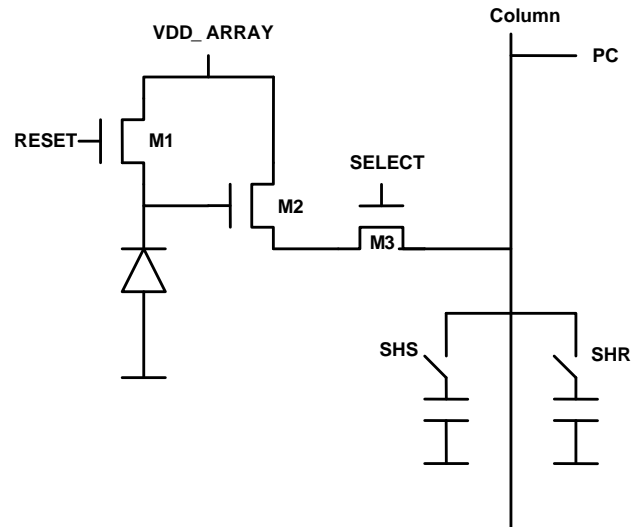 Column
VDD_ ARRAY
PC
RESET
M1
SELECT
M2
M3
SHS
SHR